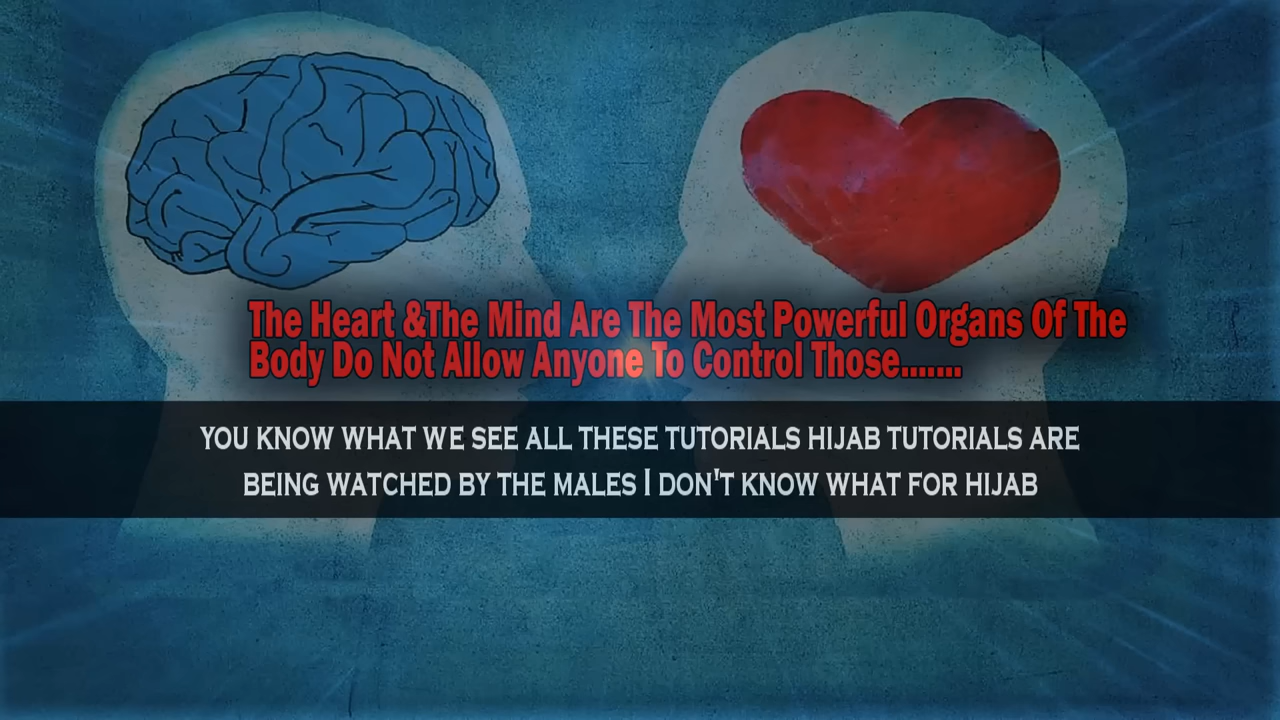 The Heart &The Mind Are The Most Powerful Organs Of The
Body Do Not Allow Anyone To Control Those.......
YOU KNOW WHAT WE SEE ALL THESE TUTORIALS HIJAB TUTORIALS ARE
BEING WATCHED BY THE MALES I DON'T KNOW WHAT FOR HIJAB